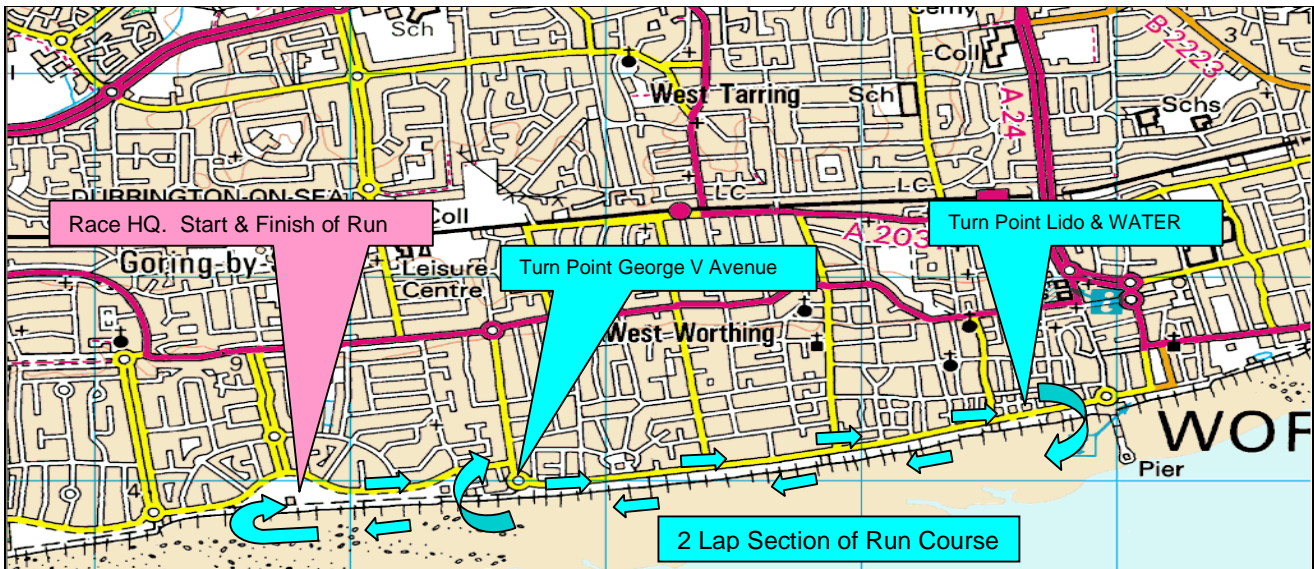 Sch
Cemy
Coll
B 2223
3
West Tarring
Sch
A 24
Schs
DURRINGTON-ON-SEA
LC
LC
Race HQ. Start & Finish of Run
Coll
Turn Point Lido & WATER
A 203
Goring-by-
Leisure
Centre
Turn Point George V Avenue
i
West Worthing
9
WOR
4
Pier
2 Lap Section of Run Course